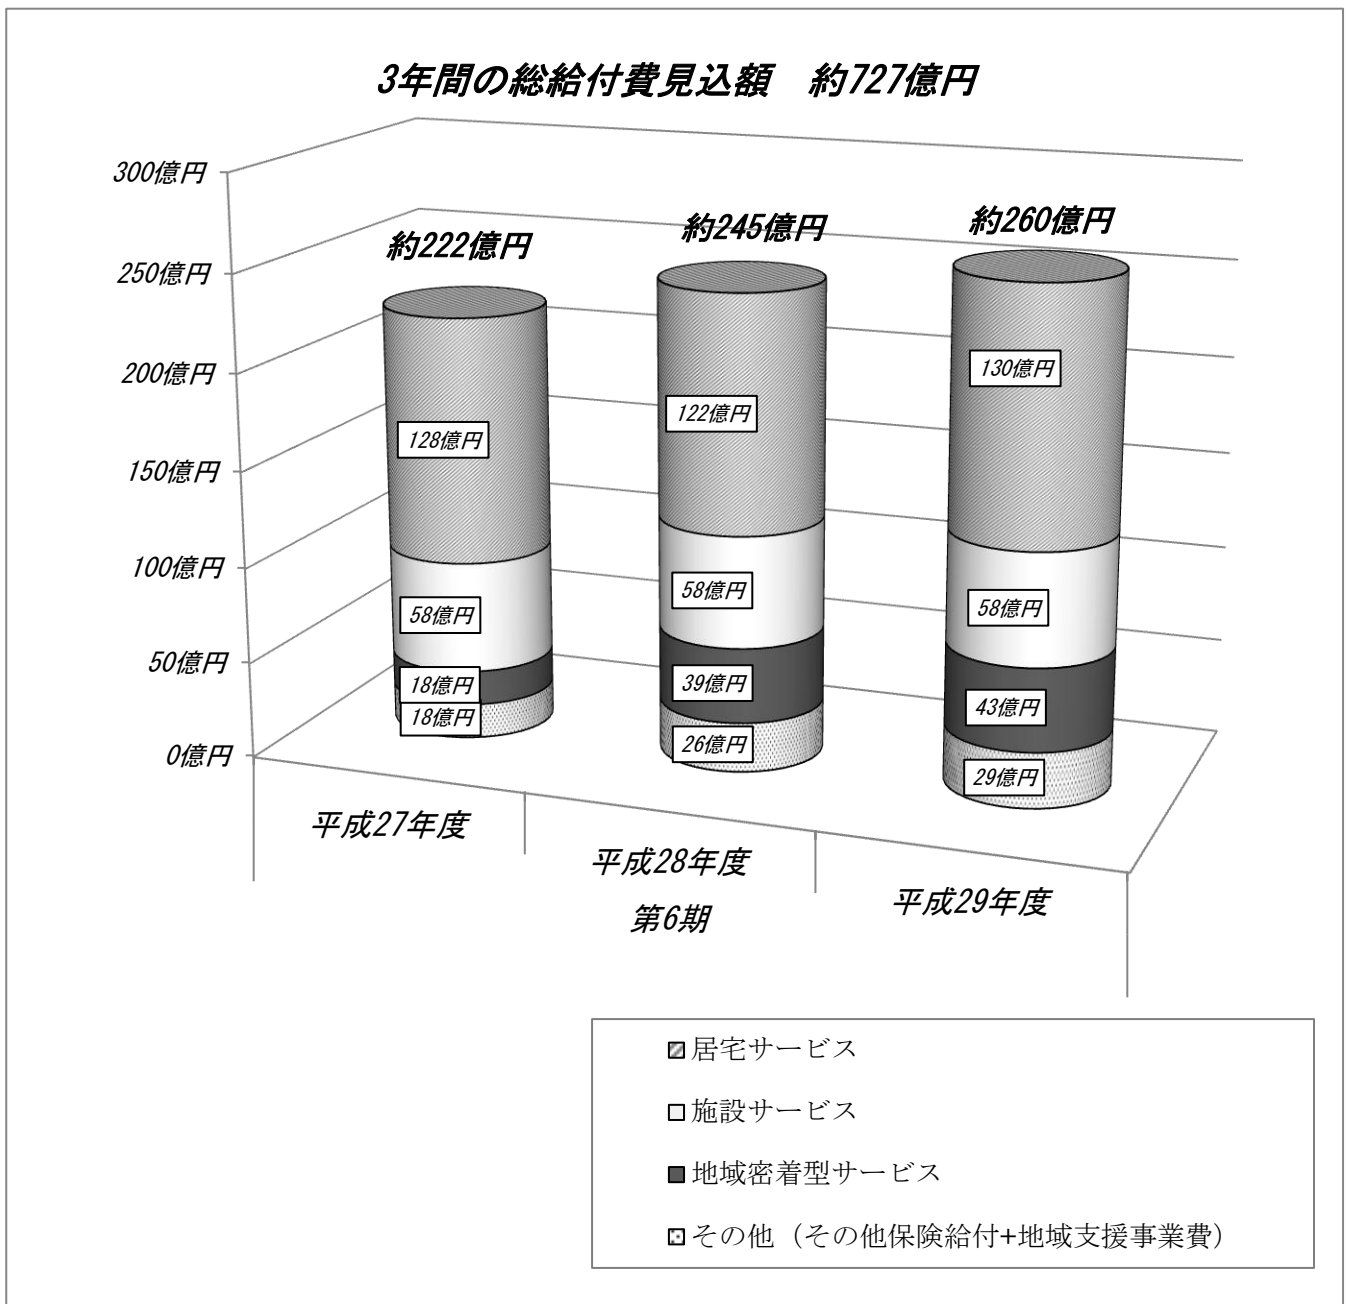 3年間の総給付費見込額　約727億円
300億円
250億円
200億円
150億円
100億円
50億円
0億円
約222億円
約245億円
約260億円
128億円
58億円
18億円
18億円
122億円
58億円
39億円
26億円
130億円
58億円
43億円
29億円
平成27年度
平成28年度
平成29年度
第6期
居宅サービス
施設サービス
地域密着型サービス
その他（その他保険給付+地域支援事業費）